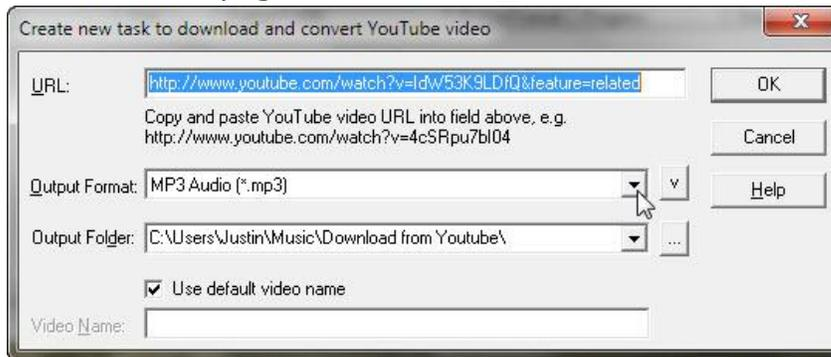 Create new task to download and convert YouTube video
X
URL: http://www.youtube.com/watch?v=IdW53K9LDfQ&feature=related OK
Copy and paste YouTube video URL into field above, e.g.
http://www.youtube.com/watch?v=4cSRpu7bI04 Cancel
Output Format: MP3 Audio (*.mp3) v Help
Output Folder: C:\Users\Justin\Music\Download from Youtube\ ...
Use default video name
Video Name: